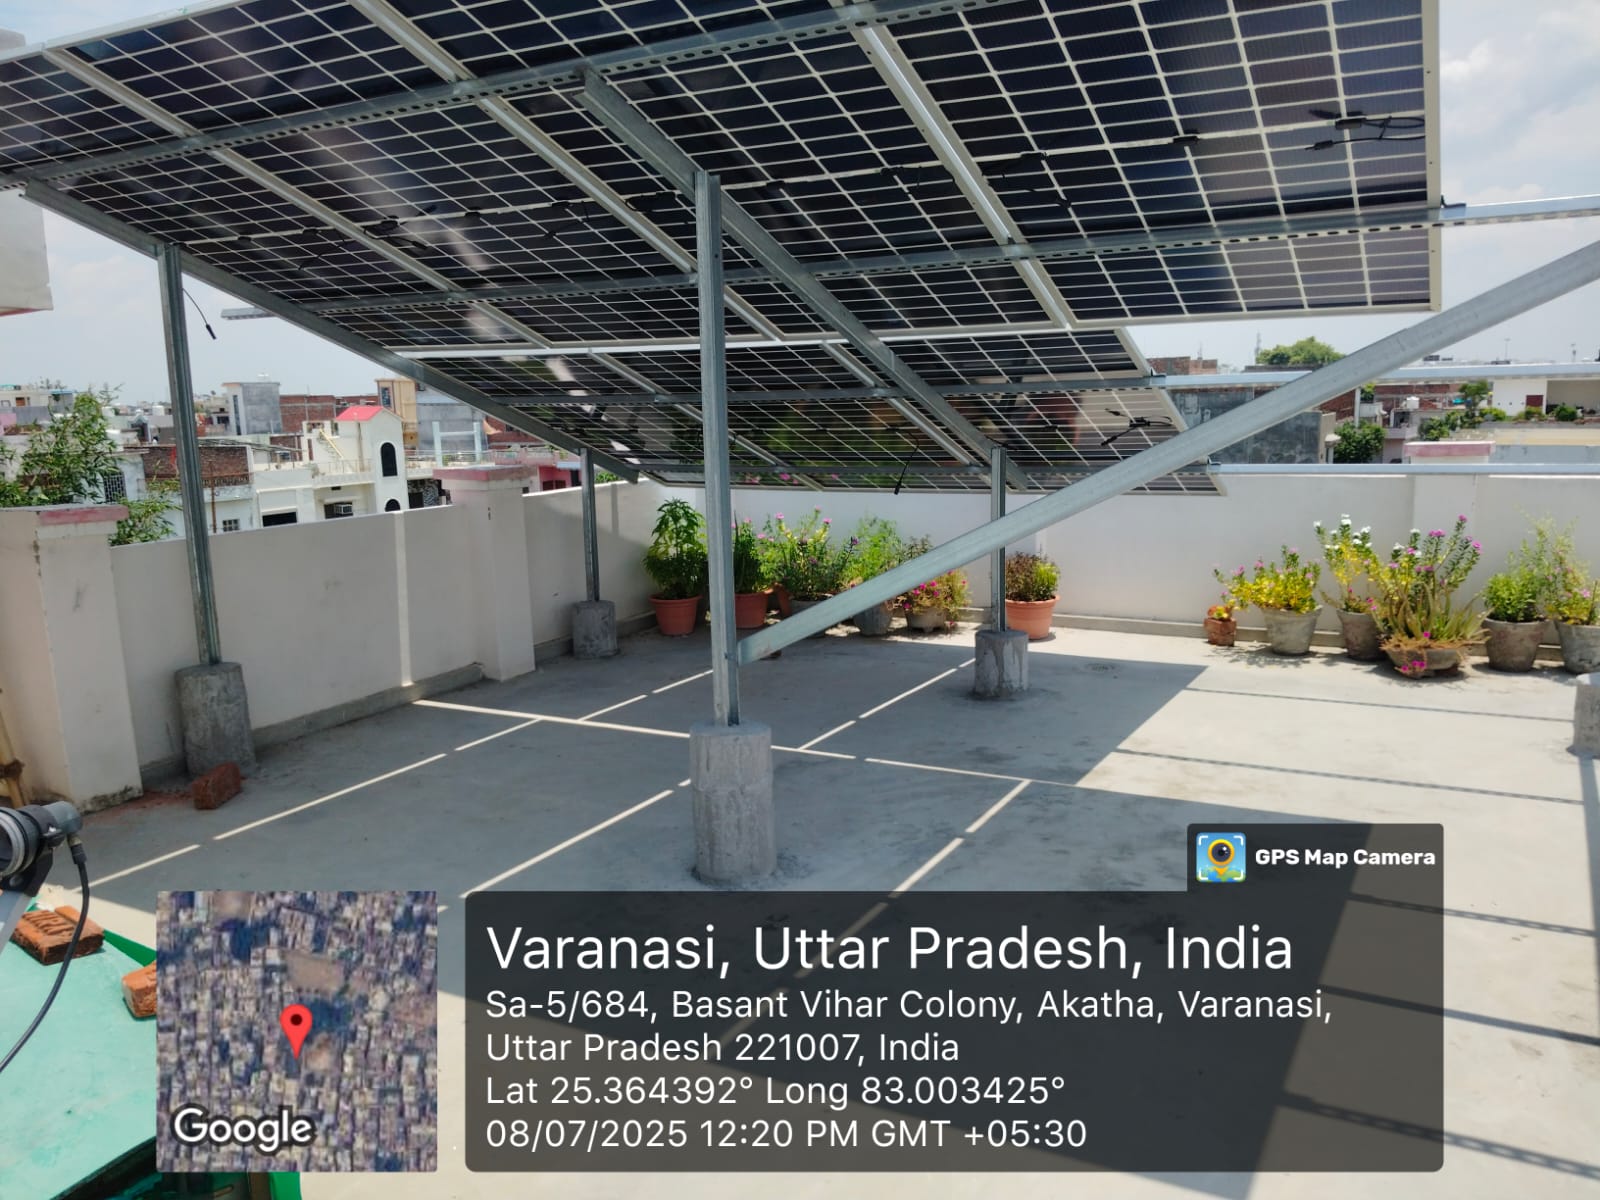 GPS Map Camera
Varanasi, Uttar Pradesh, India
Sa-5/684, Basant Vihar Colony, Akatha, Varanasi,
Uttar Pradesh 221007, India
Lat 25.364392° Long 83.003425°
08/07/2025 12:20 PM GMT +05:30
Google